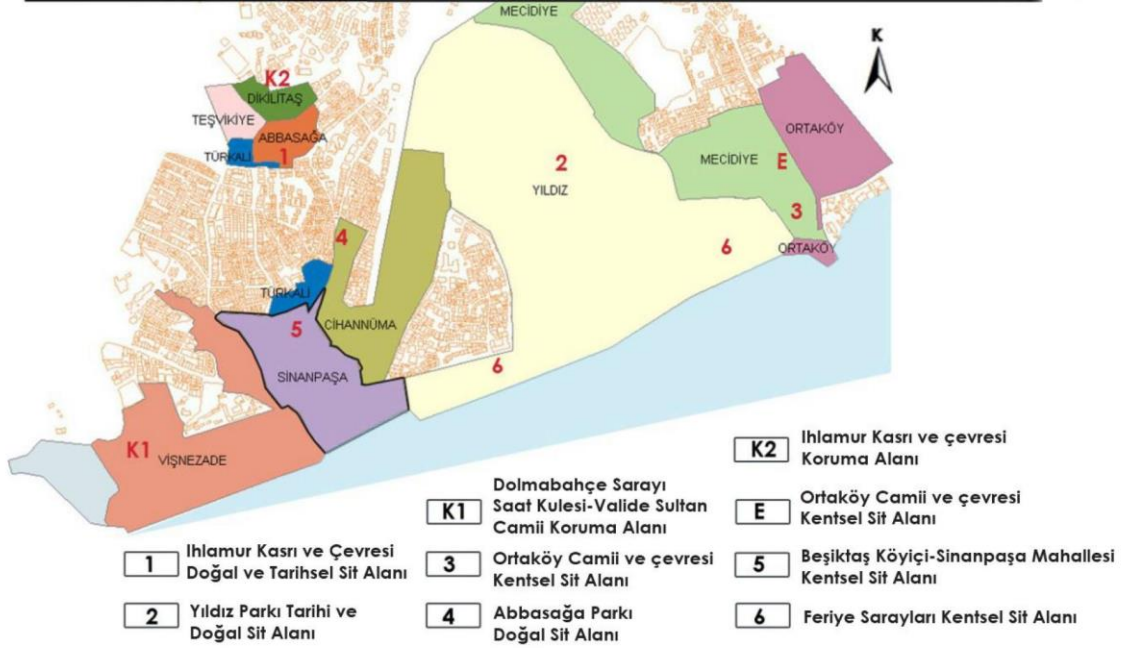 MECİDİYE
K
K2
DİKİLİTAŞ
TEŞVİKİYE
ABBASAĞA
ORTAKÖY
TÜRKALİ
1
2
MECİDİYE
E
YILDIZ
3
4
6
ORTAKÖY
TÜRKALİ
5
CİHANNÜMA
6
SİNANPAŞA
K1
VİŞNEZADE
K2
Ihlamur Kasrı ve çevresi
Koruma Alanı
K1
Dolmabahçe Sarayı
Saat Kulesi-Valide Sultan
Camii Koruma Alanı
E
Ortaköy Camii ve çevresi
Kentsel Sit Alanı
1
Ihlamur Kasrı ve Çevresi
Doğal ve Tarihsel Sit Alanı
3
Ortaköy Camii ve çevresi
Kentsel Sit Alanı
5
Beşiktaş Köyiçi-Sinanpaşa Mahallesi
Kentsel Sit Alanı
2
Yıldız Parkı Tarihi ve
Doğal Sit Alanı
4
Abbasağa Parkı
Doğal Sit Alanı
6
Feriye Sarayları Kentsel Sit Alanı